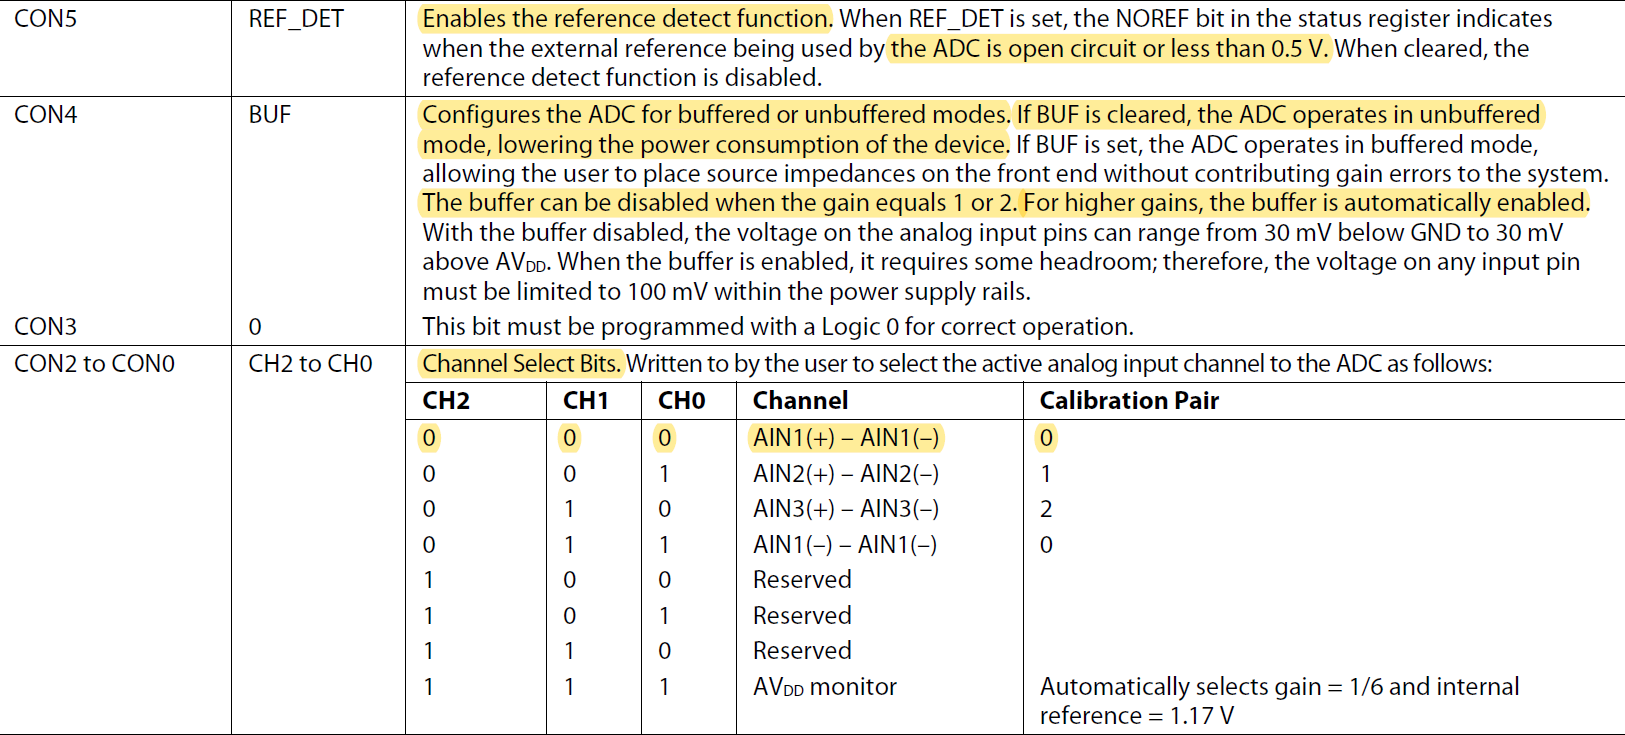 CON5 REF_DET Enables the reference detect function. When REF_DET is set, the NOREF bit in the status register indicates
when the external reference being used by the ADC is open circuit or less than 0.5 V. When cleared, the
reference detect function is disabled.
CON4 BUF Configures the ADC for buffered or unbuffered modes. If BUF is cleared, the ADC operates in unbuffered
mode, lowering the power consumption of the device. If BUF is set, the ADC operates in buffered mode,
allowing the user to place source impedances on the front end without contributing gain errors to the system.
The buffer can be disabled when the gain equals 1 or 2. For higher gains, the buffer is automatically enabled.
With the buffer disabled, the voltage on the analog input pins can range from 30 mV below GND to 30 mV
above AVDD. When the buffer is enabled, it requires some headroom; therefore, the voltage on any input pin
must be limited to 100 mV within the power supply rails.
CON3 0 This bit must be programmed with a Logic 0 for correct operation.
CON2 to CON0 CH2 to CH0 Channel Select Bits. Written to by the user to select the active analog input channel to the ADC as follows:
CH2 CH1 CH0 Channel Calibration Pair
0 0 0 AIN1(+) – AIN1(–) 0
0 0 1 AIN2(+) – AIN2(–) 1
0 1 0 AIN3(+) – AIN3(–) 2
0 1 1 AIN1(–) – AIN1(–) 0
1 0 0 Reserved
1 0 1 Reserved
1 1 0 Reserved
1 1 1 AVDD monitor Automatically selects gain = 1/6 and internal
reference = 1.17 V